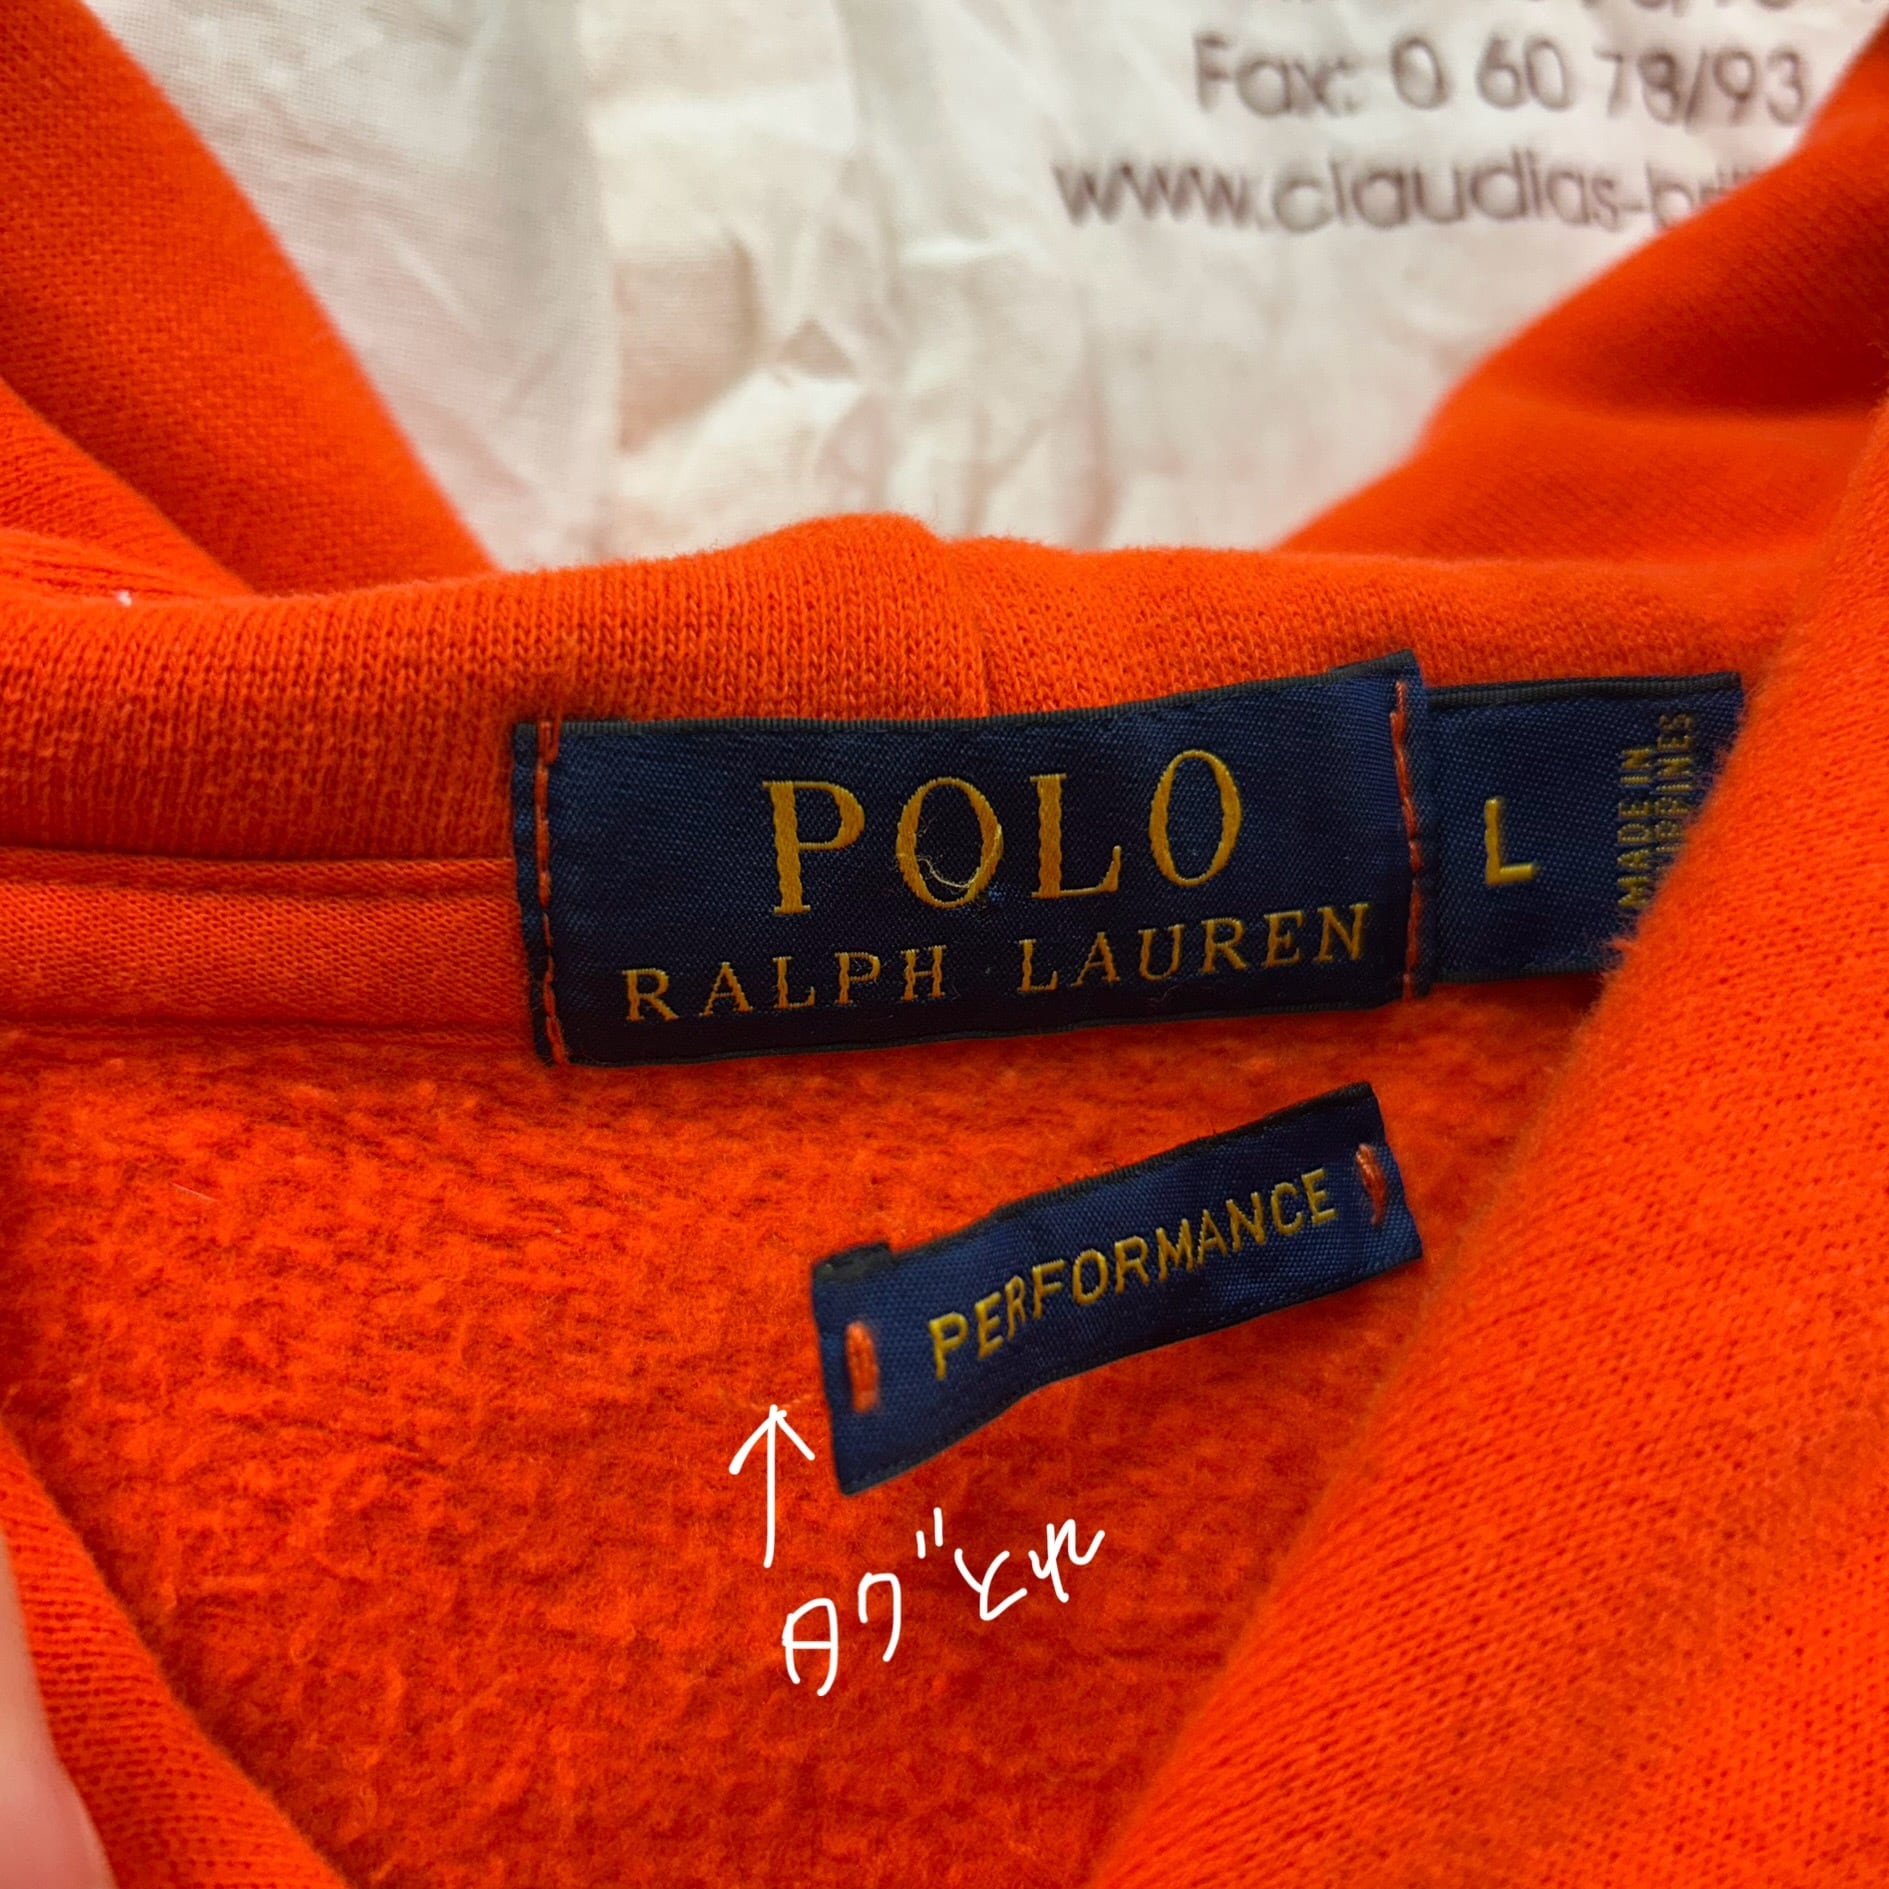 Fax: 0 60 78/93
www.claudias-
POLO
RALPH LAUREN
L
MADE IN
PERFORMANCE
タグとれ